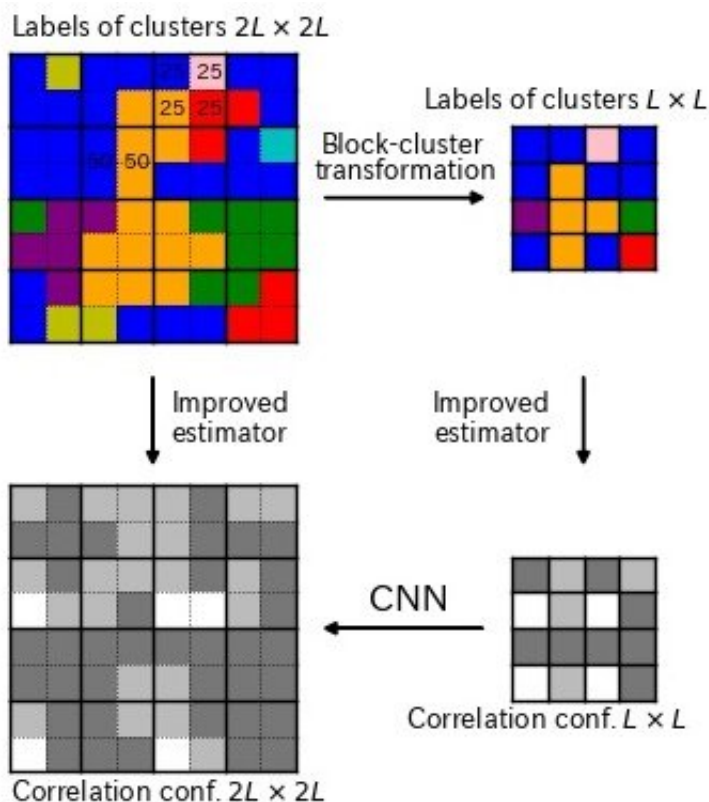 Labels of clusters 2L × 2L
25 25
25 25
50 50
Labels of clusters L × L
Block-cluster
transformation
Improved
estimator
Improved
estimator
CNN
Correlation conf. L × L
Correlation conf. 2L × 2L